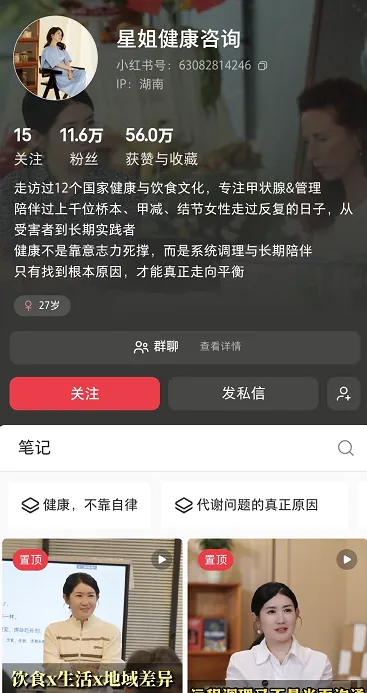 星姐健康咨询
小红书号：63082814246
IP：湖南
15 11.6万 56.0万
关注 粉丝 获赞与收藏
走访过12个国家健康与饮食文化，专注甲状腺&管理
陪伴过上千位桥本、甲减、结节女性走过反复的日子，从
受害者到长期实践者
健康不是靠意志力死撑，而是系统调理与长期陪伴
只有找到根本原因，才能真正走向平衡
27岁
群聊 查看详情
关注 发私信
笔记
健康，不靠自律 代谢问题的真正原因
置顶 置顶
饮食x生活x地域差异